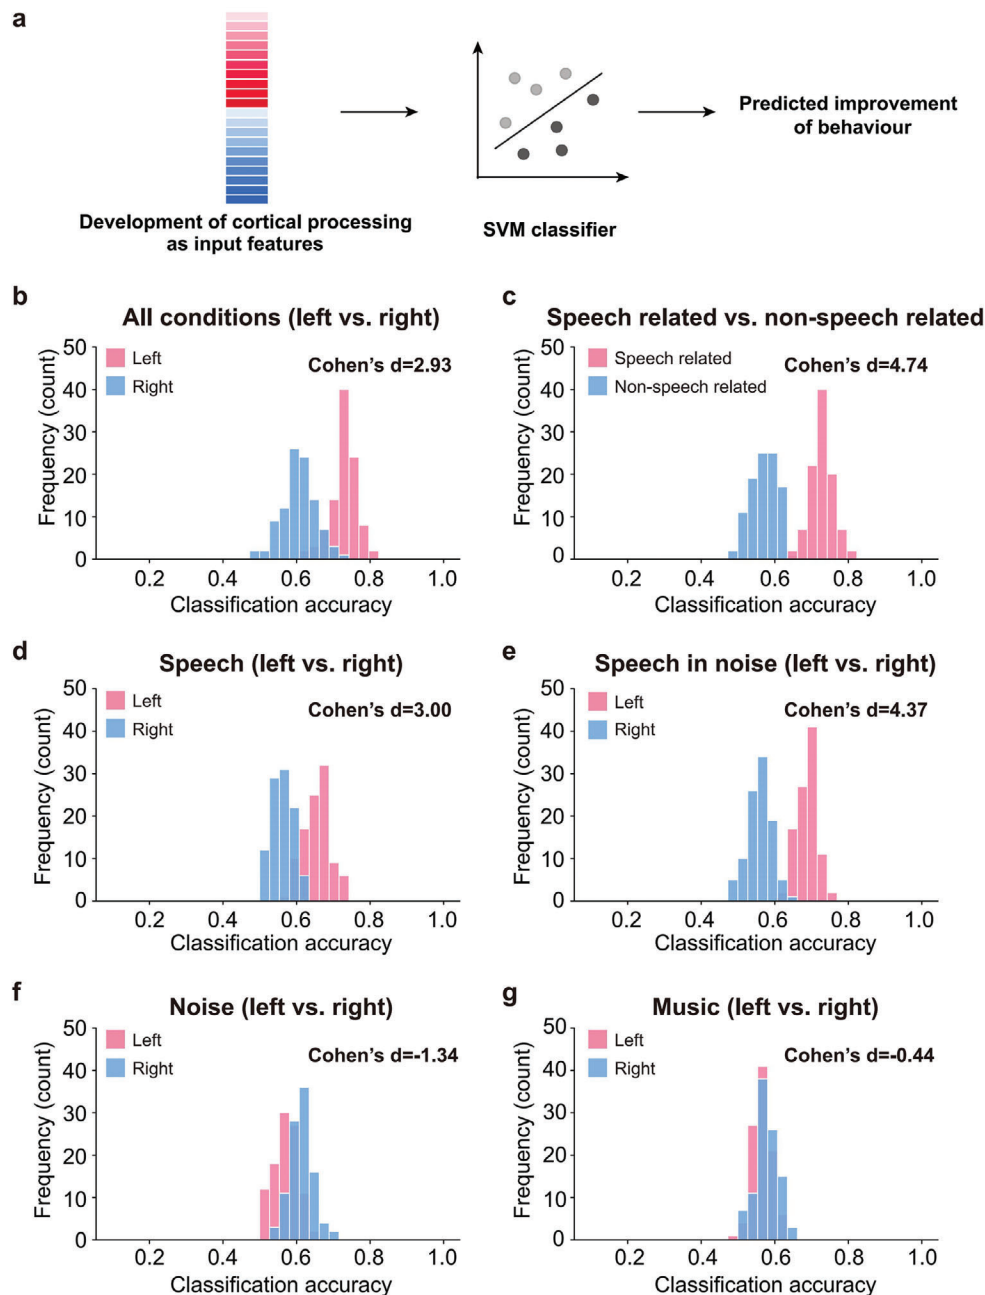 a
Development of cortical processing
as input features
SVM classifier
Predicted improvement
of behaviour
b
All conditions (left vs. right)
50
40
30
20
10
0
Frequency (count)
Left
Right
Cohen's d=2.93
0.2 0.4 0.6 0.8 1.0
Classification accuracy
c
Speech related vs. non-speech related
50
40
30
20
10
0
Frequency (count)
Speech related
Non-speech related
Cohen's d=4.74
0.2 0.4 0.6 0.8 1.0
Classification accuracy
d
Speech (left vs. right)
50
40
30
20
10
0
Frequency (count)
Left
Right
Cohen's d=3.00
0.2 0.4 0.6 0.8 1.0
Classification accuracy
e
Speech in noise (left vs. right)
50
40
30
20
10
0
Frequency (count)
Left
Right
Cohen's d=4.37
0.2 0.4 0.6 0.8 1.0
Classification accuracy
f
Noise (left vs. right)
50
40
30
20
10
0
Frequency (count)
Left
Right
Cohen's d=-1.34
0.2 0.4 0.6 0.8 1.0
Classification accuracy
g
Music (left vs. right)
50
40
30
20
10
0
Frequency (count)
Left
Right
Cohen's d=-0.44
0.2 0.4 0.6 0.8 1.0
Classification accuracy